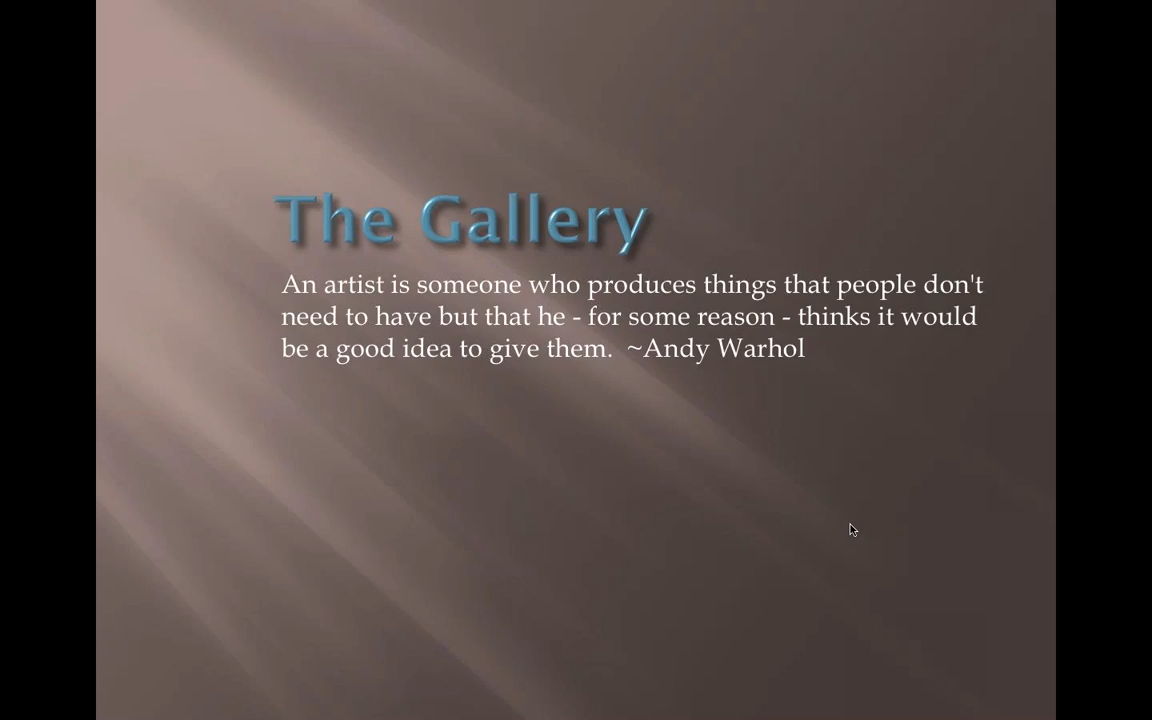 The Gallery
An artist is someone who produces things that people don't
need to have but that he - for some reason - thinks it would
be a good idea to give them.  ~Andy Warhol